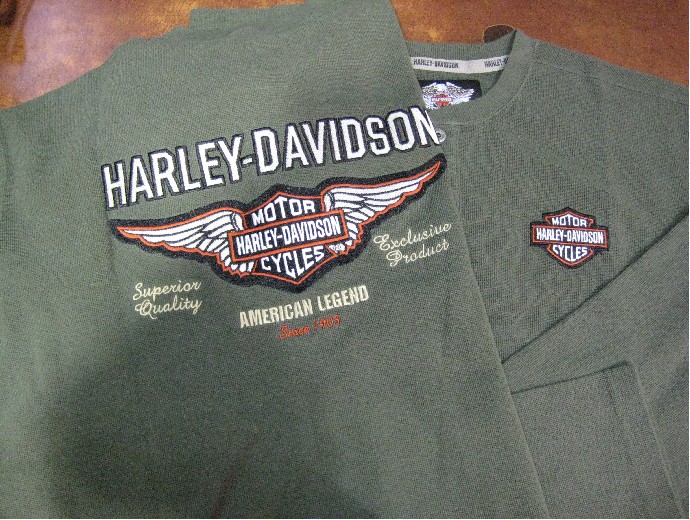 HARLEY-DAVIDSON
HARLEY-D
HARLEY-DAVIDSON
MOTOR
HARLEY-DAVIDSON
CYCLES
Superior
Quality
Exclusive
Product
AMERICAN LEGEND
Since 1903
MOTOR
HARLEY-DAVIDSON
CYCLES